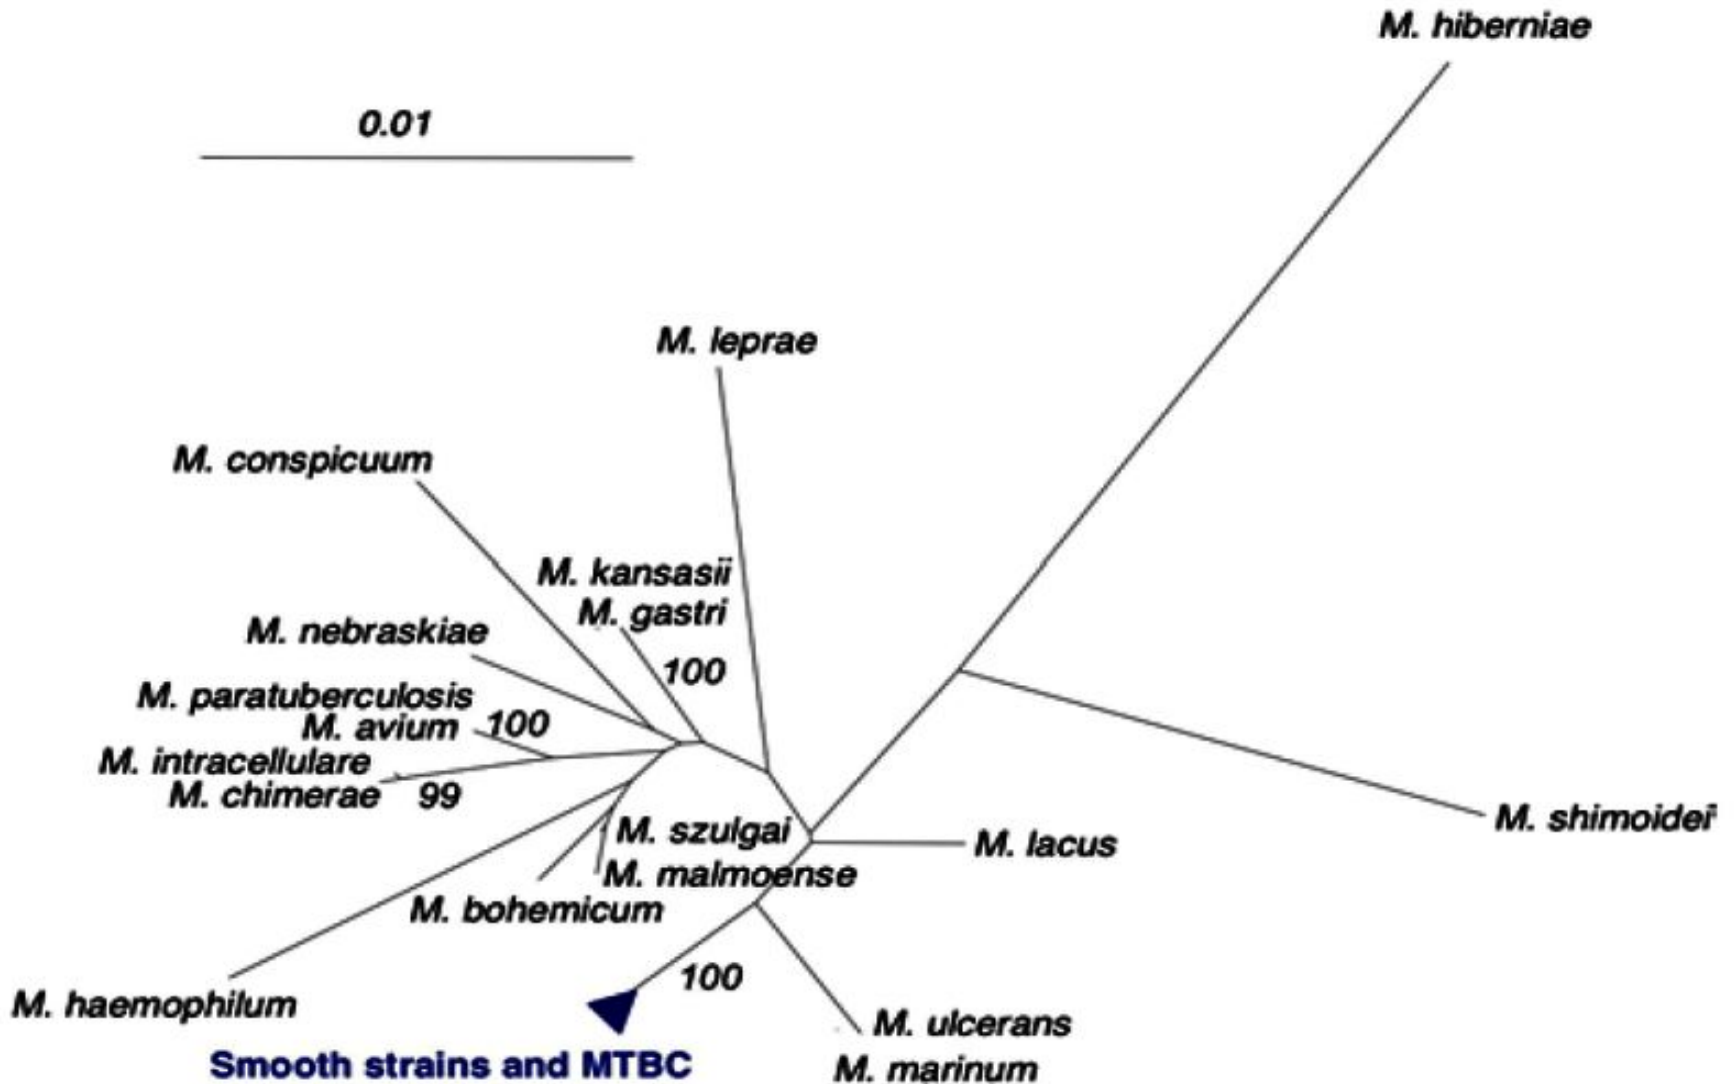 M. hiberniae
0.01
M. leprae
M. conspicuum
M. kansasii
M. gastri
M. nebraskiae
100
M. paratuberculosis
M. avium 100
M. intracellulare
M. chimerae 99
M. szulgai
M. shimoidei
M. lacus
M. malmoense
M. bohemicum
100
M. haemophilum
M. ulcerans
Smooth strains and MTBC
M. marinum